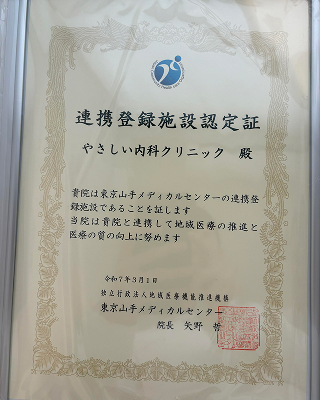 連携登録施設認定証
やさしい内科クリニック 殿
貴院は東京山手メディカルセンターの連携登
録施設であることを証します
当院は貴院と連携して地域医療の推進と
医療の質の向上に努めます
令和7年3月1日
独立行政法人地域医療機能推進機構
東京山手メディカルセンター
院長 矢野 哲